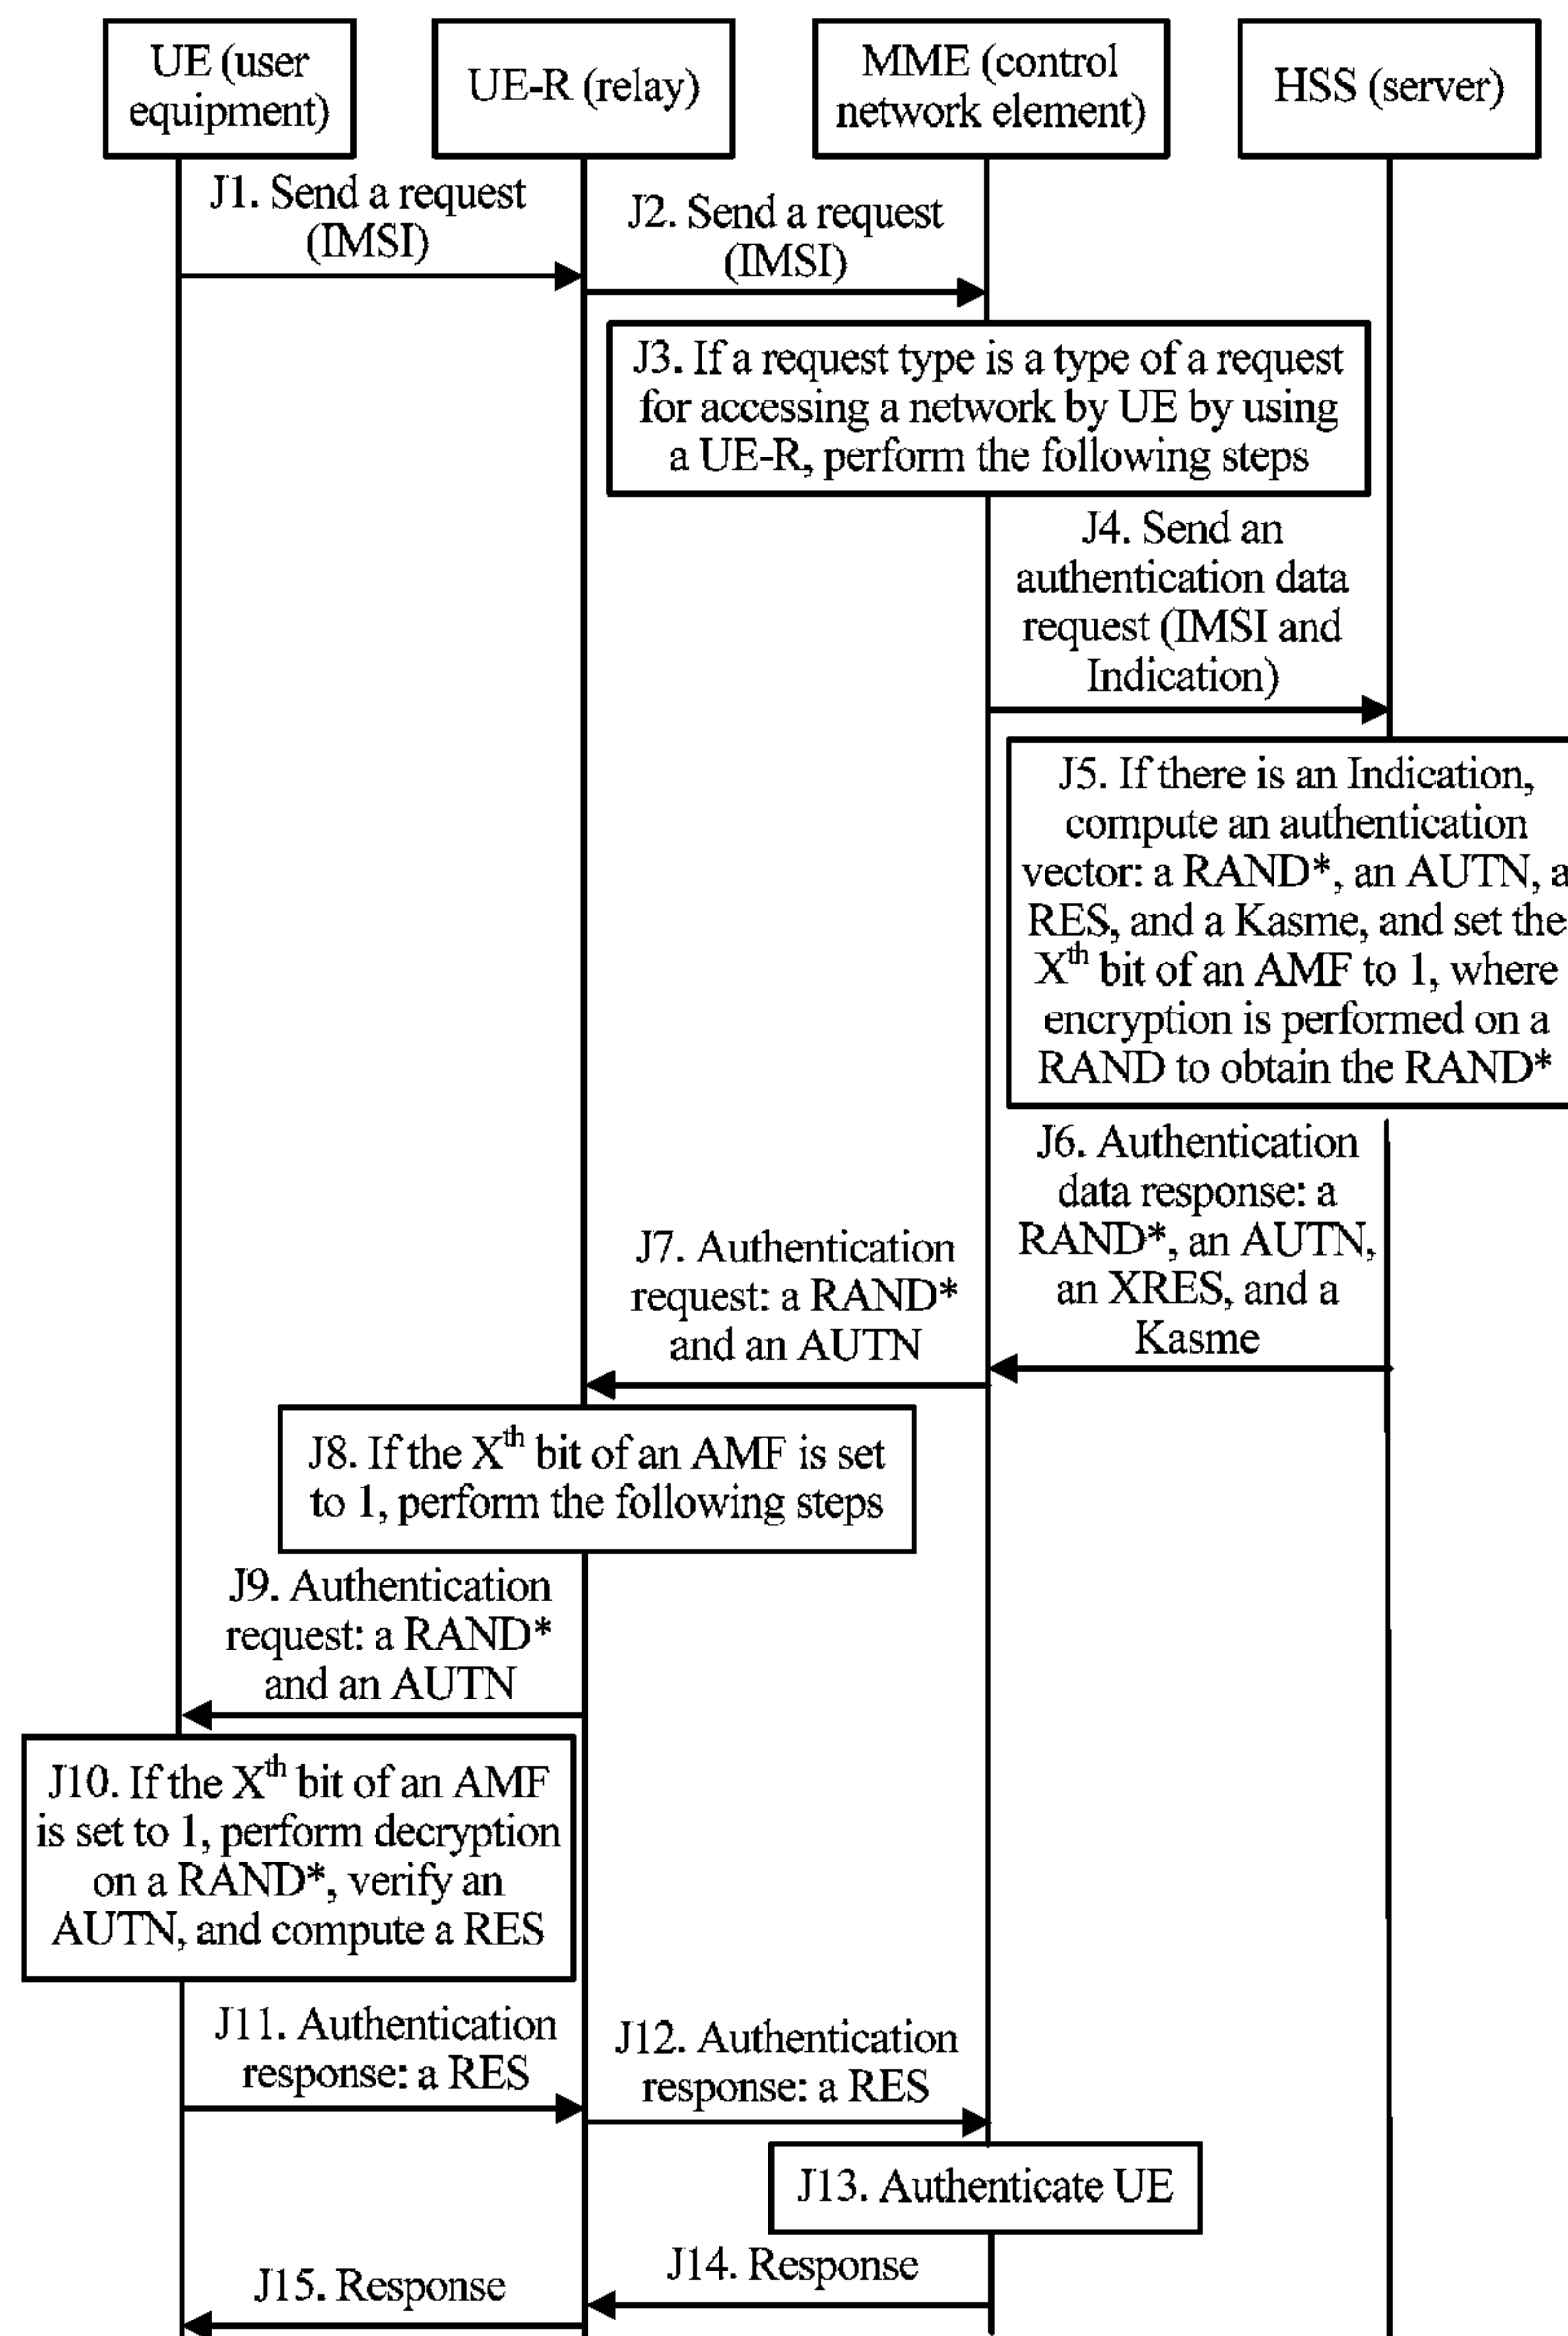 UE (user
equipment)
UE-R (relay)
MME (control
network element)
HSS (server)
J1. Send a request
(IMSI)
J2. Send a request
(IMSI)
J3. If a request type is a type of a request
for accessing a network by UE by using
a UE-R, perform the following steps
J4. Send an
authentication data
request (IMSI and
Indication)
J5. If there is an Indication,
compute an authentication
vector: a RAND*, an AUTN, a
RES, and a Kasme, and set the
Xth bit of an AMF to 1, where
encryption is performed on a
RAND to obtain the RAND*
J6. Authentication
data response: a
RAND*, an AUTN,
an XRES, and a
Kasme
J7. Authentication
request: a RAND*
and an AUTN
J8. If the Xth bit of an AMF is set
to 1, perform the following steps
J9. Authentication
request: a RAND*
and an AUTN
J10. If the Xth bit of an AMF
is set to 1, perform decryption
on a RAND*, verify an
AUTN, and compute a RES
J11. Authentication
response: a RES
J12. Authentication
response: a RES
J13. Authenticate UE
J14. Response
J15. Response